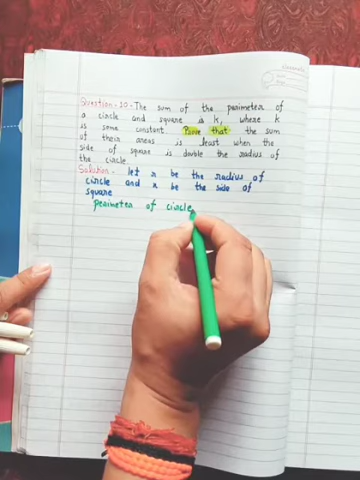 Question-10- The sum of the perimeter of
a circle and square is k, where k
is some constant. Prove that the sum
of their areas is least when the
side of square is double the radius of
the circle.
Solution- let r be the radius of
circle and x be the side of
square
perimeter of circle